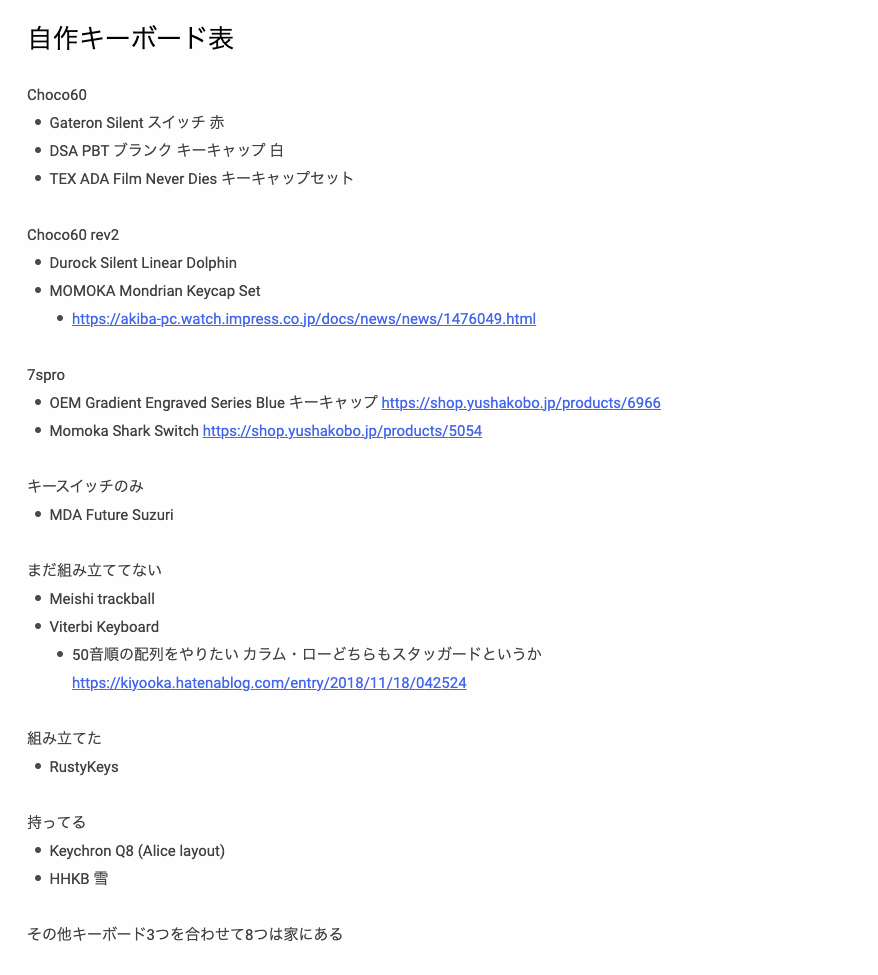 自作キーボード表
Choco60
Gateron Silent スイッチ 赤
DSA PBT ブランク キーキャップ 白
TEX ADA Film Never Dies キーキャップセット
Choco60 rev2
Durock Silent Linear Dolphin
MOMOKA Mondrian Keycap Set
https://akiba-pc.watch.impress.co.jp/docs/news/news/1476049.html
7spro
OEM Gradient Engraved Series Blue キーキャップ https://shop.yushakobo.jp/products/6966
Momoka Shark Switch https://shop.yushakobo.jp/products/5054
キースイッチのみ
MDA Future Suzuri
まだ組み立ててない
Meishi trackball
Viterbi Keyboard
50音順の配列をやりたい カラム・ローどちらもスタッガードというか
https://kiyooka.hatenablog.com/entry/2018/11/18/042524
組み立てた
RustyKeys
持ってる
Keychron Q8 (Alice layout)
HHKB 雪
その他キーボード3つを合わせて8つは家にある